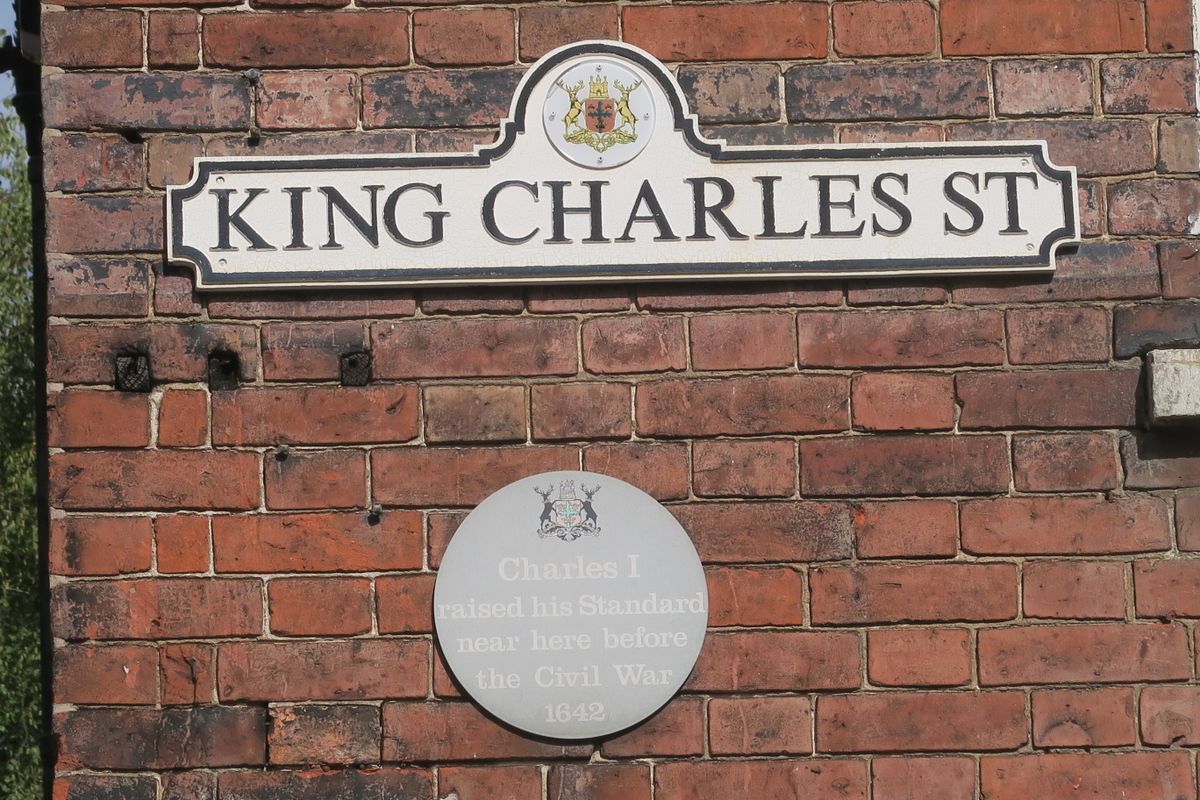 KING CHARLES ST
Charles I
raised his Standard
near here before
the Civil War
1642